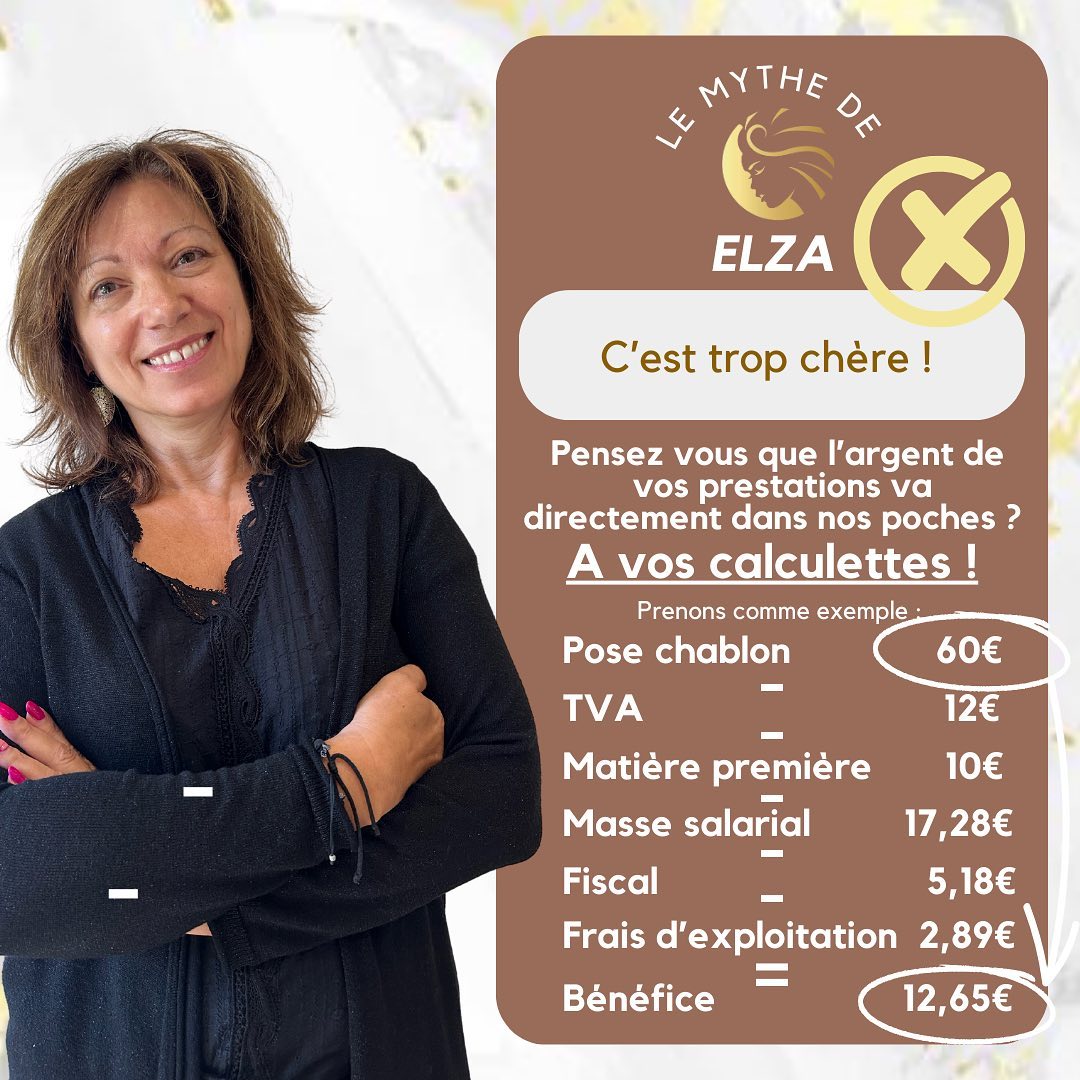 LE MYTHE DE
ELZA
C'est trop chère !
Pensez vous que l'argent de
vos prestations va
directement dans nos poches ?
A vos calculettes !
Prenons comme exemple :
Pose chablon 60€
-
TVA 12€
-
Matière première 10€
-
Masse salarial 17,28€
-
Fiscal 5,18€
-
Frais d'exploitation 2,89€
=
Bénéfice 12,65€